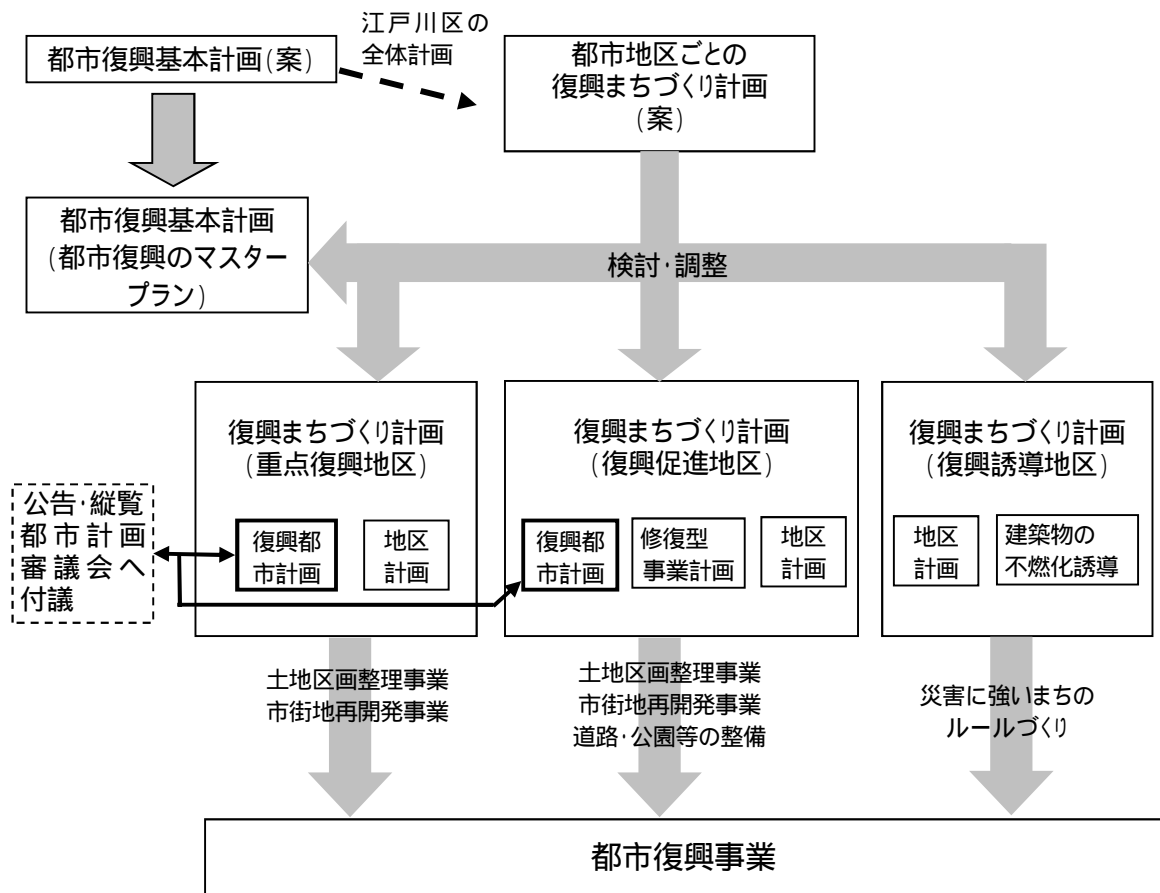 都市復興基本計画(案)
江戸川区の
全体計画
都市地区ごとの
復興まちづくり計画
(案)
都市復興基本計画
(都市復興のマスター
プラン)
検討・調整
復興まちづくり計画
(重点復興地区)
復興都
市計画
地区
計画
復興まちづくり計画
(復興促進地区)
復興都
市計画
修復型
事業計画
地区
計画
復興まちづくり計画
(復興誘導地区)
地区
計画
建築物の
不燃化誘導
公告・縦覧
都市計画
審議会へ
付議
土地区画整理事業
市街地再開発事業
土地区画整理事業
市街地再開発事業
道路・公園等の整備
災害に強いまちの
ルールづくり
都市復興事業